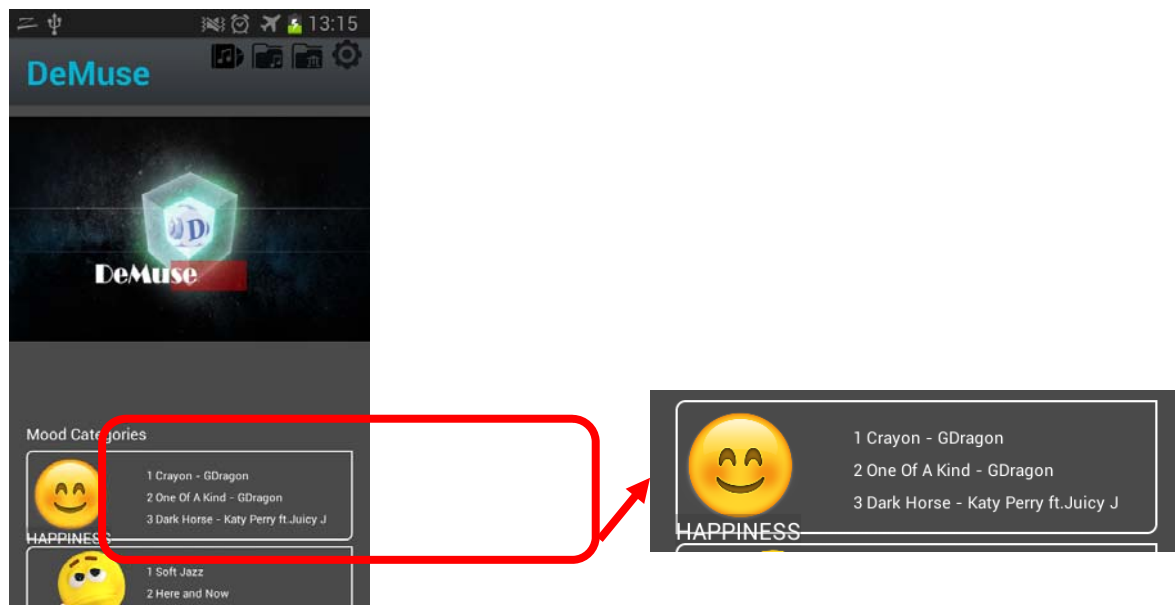 13:15
DeMuse
D
DeMuse
Mood Categories
1 Crayon - GDragon
2 One Of A Kind - GDragon
3 Dark Horse - Katy Perry ft.Juicy J
HAPPINESS
1 Soft Jazz
2 Here and Now
1 Crayon - GDragon
2 One Of A Kind - GDragon
3 Dark Horse - Katy Perry ft.Juicy J
HAPPINESS